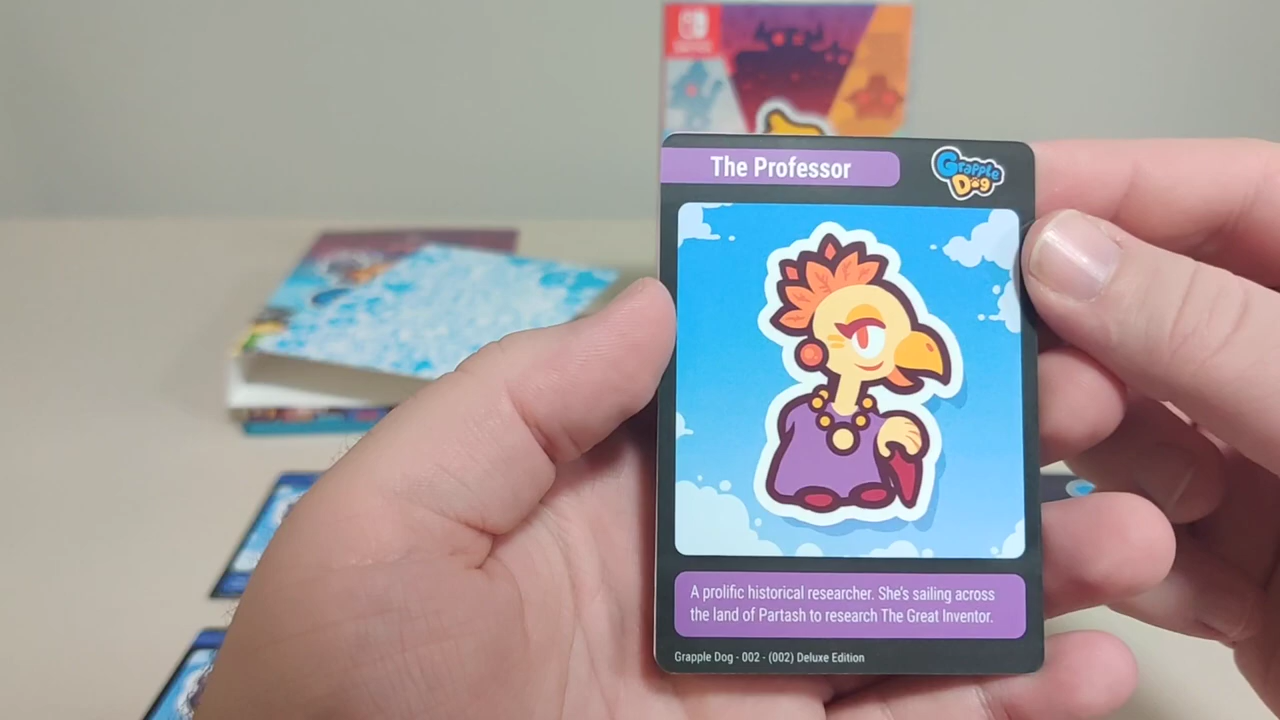 The Professor
Grapple
Dog
A prolific historical researcher. She's sailing across
the land of Partash to research The Great Inventor.
Grapple Dog - 002 - (002) Deluxe Edition